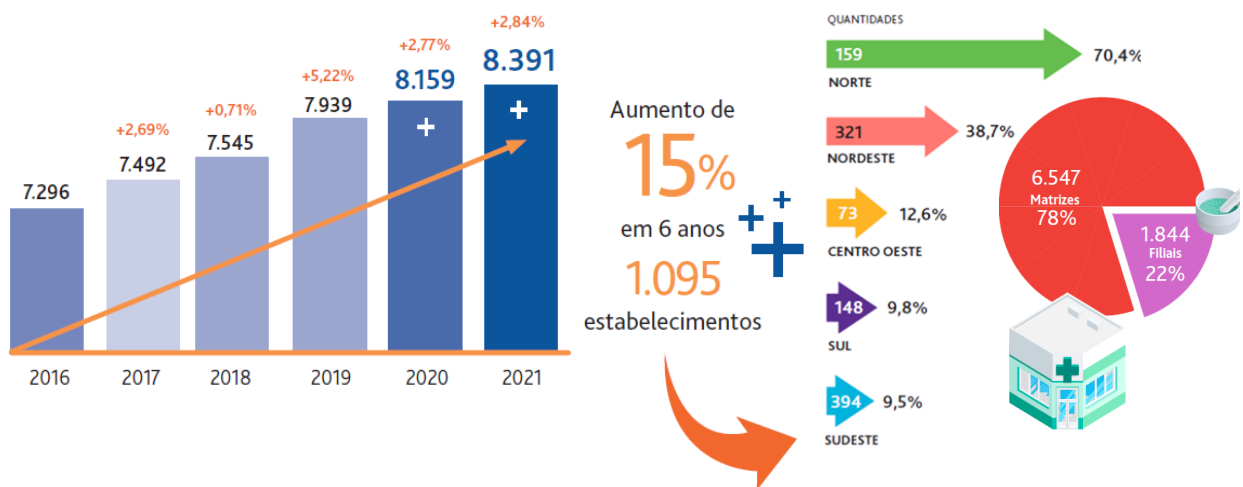 +2,84%
8.391
+2,77%
8.159
+5,22%
7.939
+0,71%
7.545
+2,69%
7.492
7.296
2016 2017 2018 2019 2020 2021
Aumento de
15%
em 6 anos
1.095
estabelecimentos
QUANTIDADES
159 70,4%
NORTE
321 38,7%
NORDESTE
73 12,6%
CENTRO OESTE
148 9,8%
SUL
394 9,5%
SUDESTE
6.547
Matrizes
78%
1.844
Filiais
22%